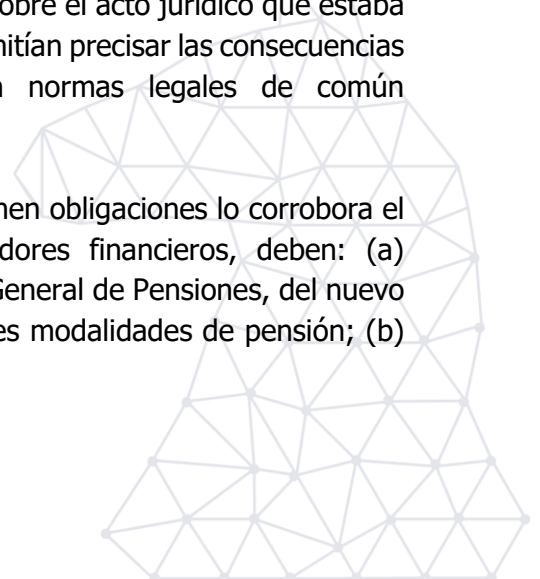 sobre el acto jurídico que estaba
mitían precisar las consecuencias
normas legales de común
nen obligaciones lo corrobora el
dores financieros, deben: (a)
General de Pensiones, del nuevo
es modalidades de pensión; (b)